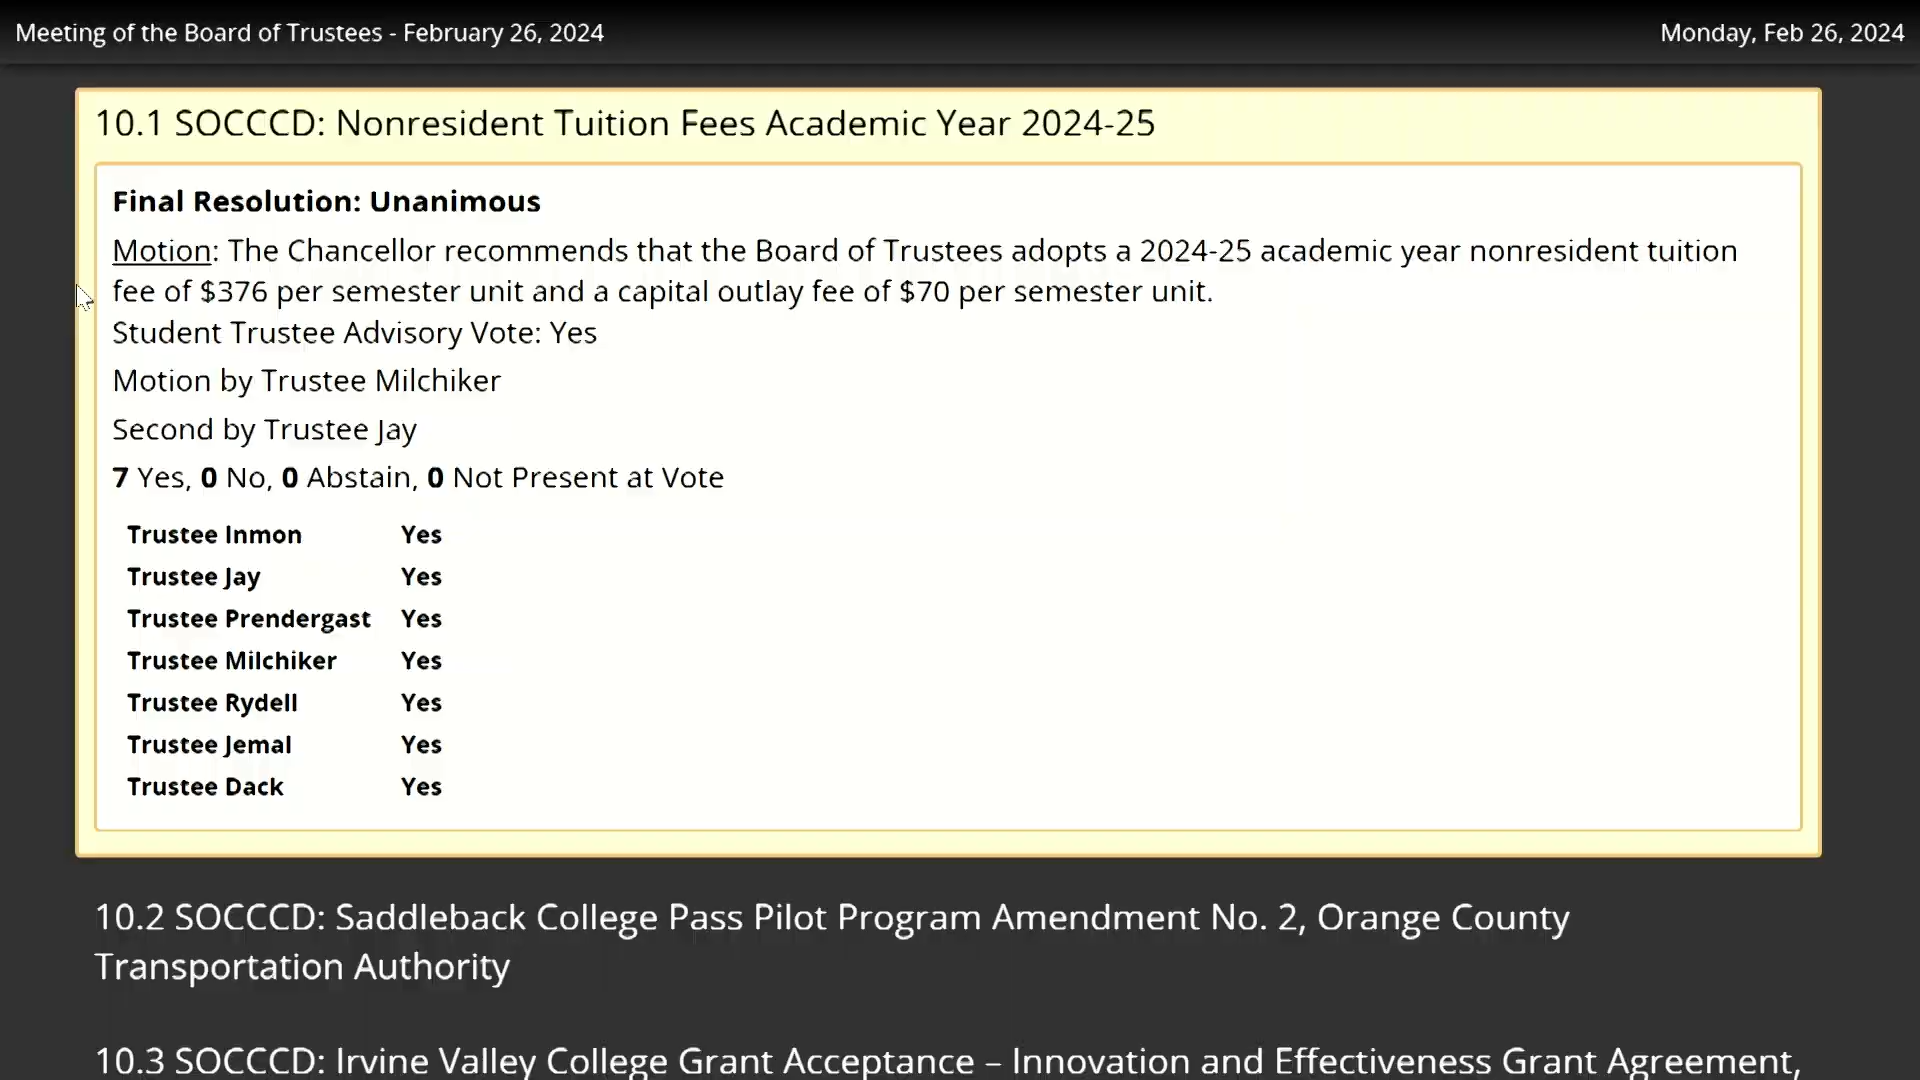 Meeting of the Board of Trustees - February 26, 2024
Monday, Feb 26, 2024
10.1 SOCCCD: Nonresident Tuition Fees Academic Year 2024-25
Final Resolution: Unanimous
Motion: The Chancellor recommends that the Board of Trustees adopts a 2024-25 academic year nonresident tuition
fee of $376 per semester unit and a capital outlay fee of $70 per semester unit.
Student Trustee Advisory Vote: Yes
Motion by Trustee Milchiker
Second by Trustee Jay
7 Yes, 0 No, 0 Abstain, 0 Not Present at Vote
Trustee Inmon Yes
Trustee Jay Yes
Trustee Prendergast Yes
Trustee Milchiker Yes
Trustee Rydell Yes
Trustee Jemal Yes
Trustee Dack Yes
10.2 SOCCCD: Saddleback College Pass Pilot Program Amendment No. 2, Orange County
Transportation Authority
10.3 SOCCCD: Irvine Valley College Grant Acceptance – Innovation and Effectiveness Grant Agreement,